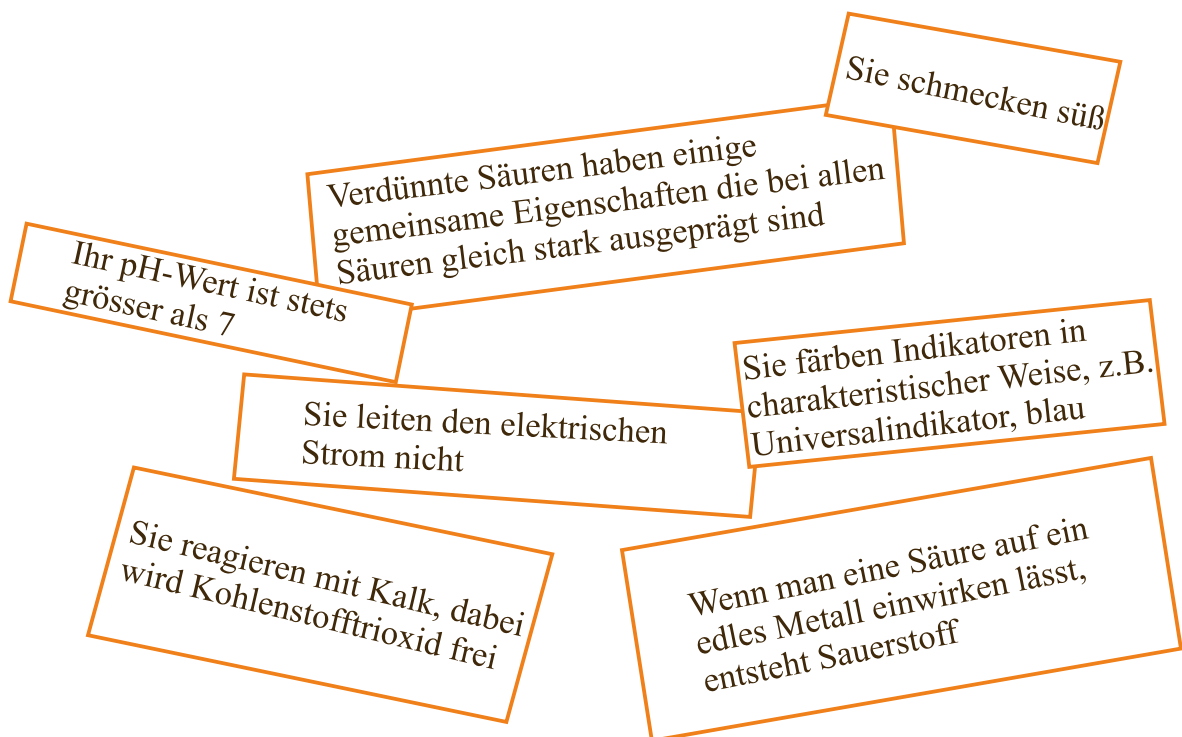 Sie schmecken süß
Verdünnte Säuren haben einige
gemeinsame Eigenschaften die bei allen
Säuren gleich stark ausgeprägt sind
Ihr pH-Wert ist stets
grösser als 7
Sie färben Indikatoren in
charakteristischer Weise, z.B.
Universalindikator, blau
Sie leiten den elektrischen
Strom nicht
Sie reagieren mit Kalk, dabei
wird Kohlenstofftrioxid frei
Wenn man eine Säure auf ein
edles Metall einwirken lässt,
entsteht Sauerstoff